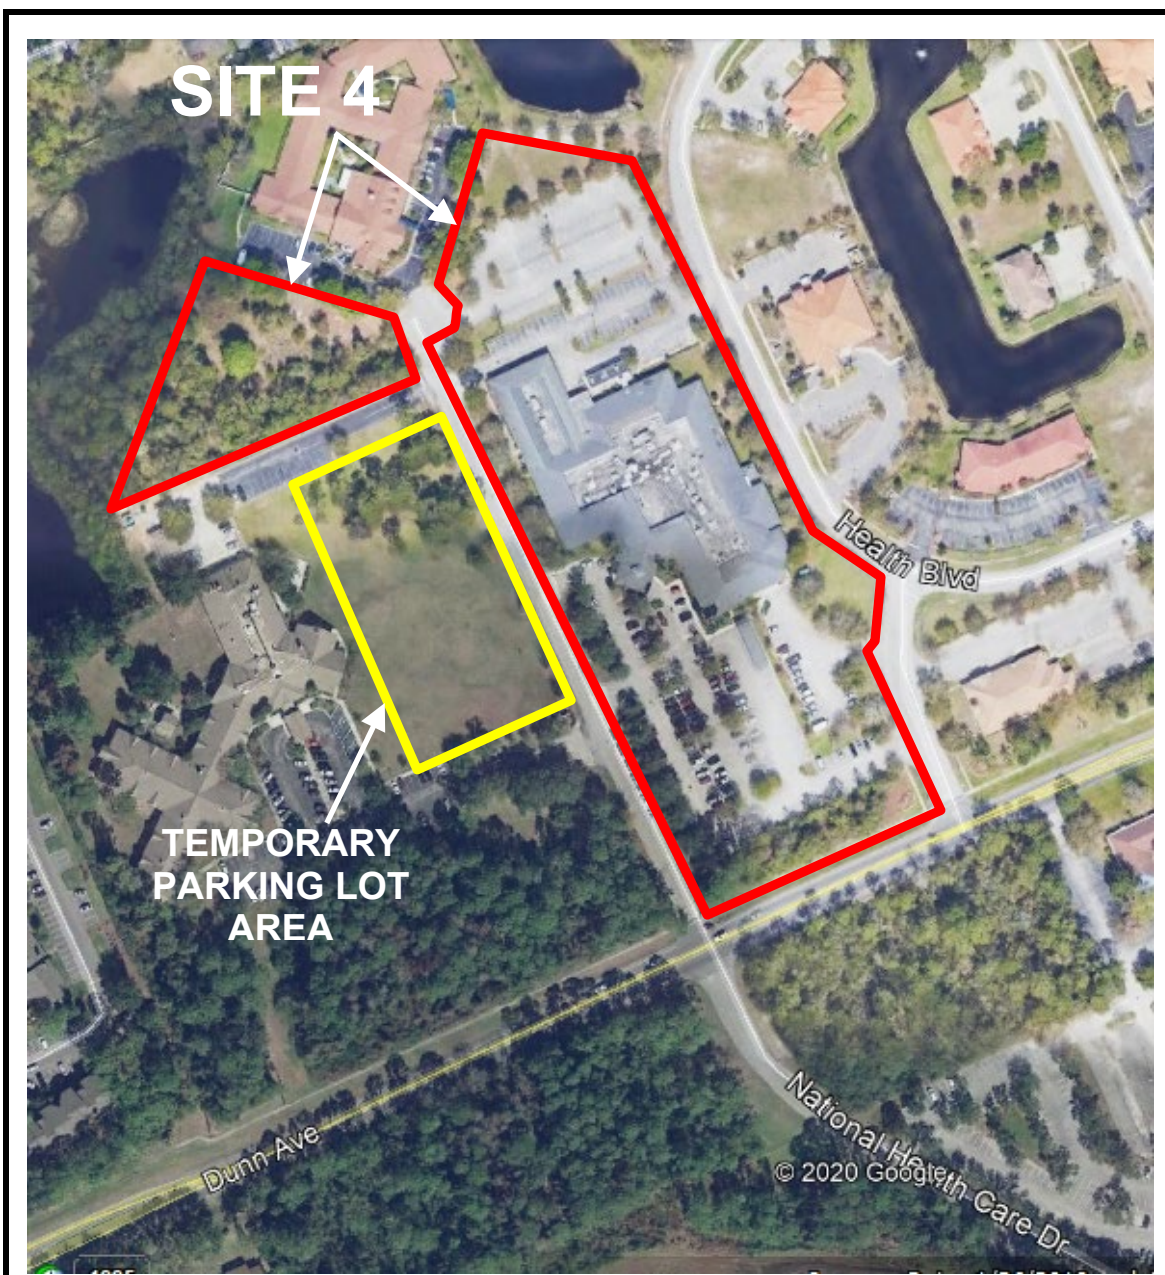 SITE 4
Health Blvd
TEMPORARY
PARKING LOT
AREA
Dunn Ave
National Health Care Dr
© 2020 Google